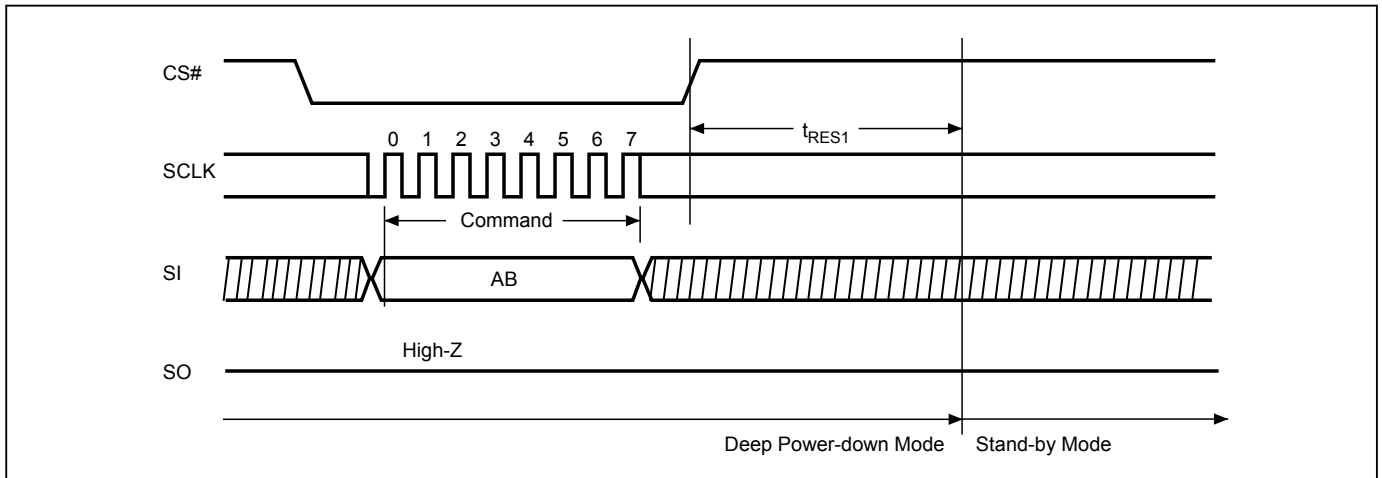 CS#
tRES1
0 1 2 3 4 5 6 7
SCLK
Command
SI
AB
High-Z
SO
Deep Power-down Mode
Stand-by Mode